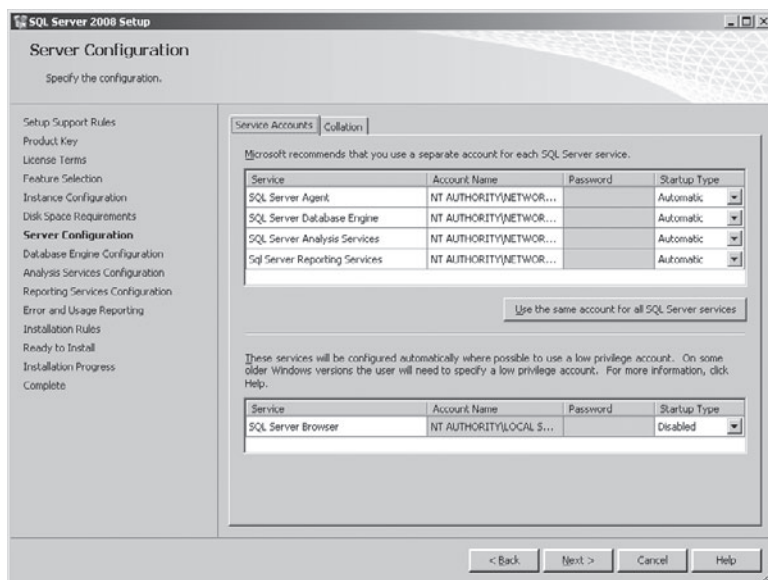 SQL Server 2008 Setup
Server Configuration
Specify the configuration.
Setup Support Rules
Product Key
License Terms
Feature Selection
Instance Configuration
Disk Space Requirements
Server Configuration
Database Engine Configuration
Analysis Services Configuration
Reporting Services Configuration
Error and Usage Reporting
Installation Rules
Ready to Install
Installation Progress
Complete
Service Accounts Collation
Microsoft recommends that you use a separate account for each SQL Server service.
Service Account Name Password Startup Type
SQL Server Agent NT AUTHORITY\NETWOR... Automatic
SQL Server Database Engine NT AUTHORITY\NETWOR... Automatic
SQL Server Analysis Services NT AUTHORITY\NETWOR... Automatic
Sql Server Reporting Services NT AUTHORITY\NETWOR... Automatic
Use the same account for all SQL Server services
These services will be configured automatically where possible to use a low privilege account. On some
older Windows versions the user will need to specify a low privilege account. For more information, click
Help.
Service Account Name Password Startup Type
SQL Server Browser NT AUTHORITY\LOCAL S... Disabled
< Back Next > Cancel Help